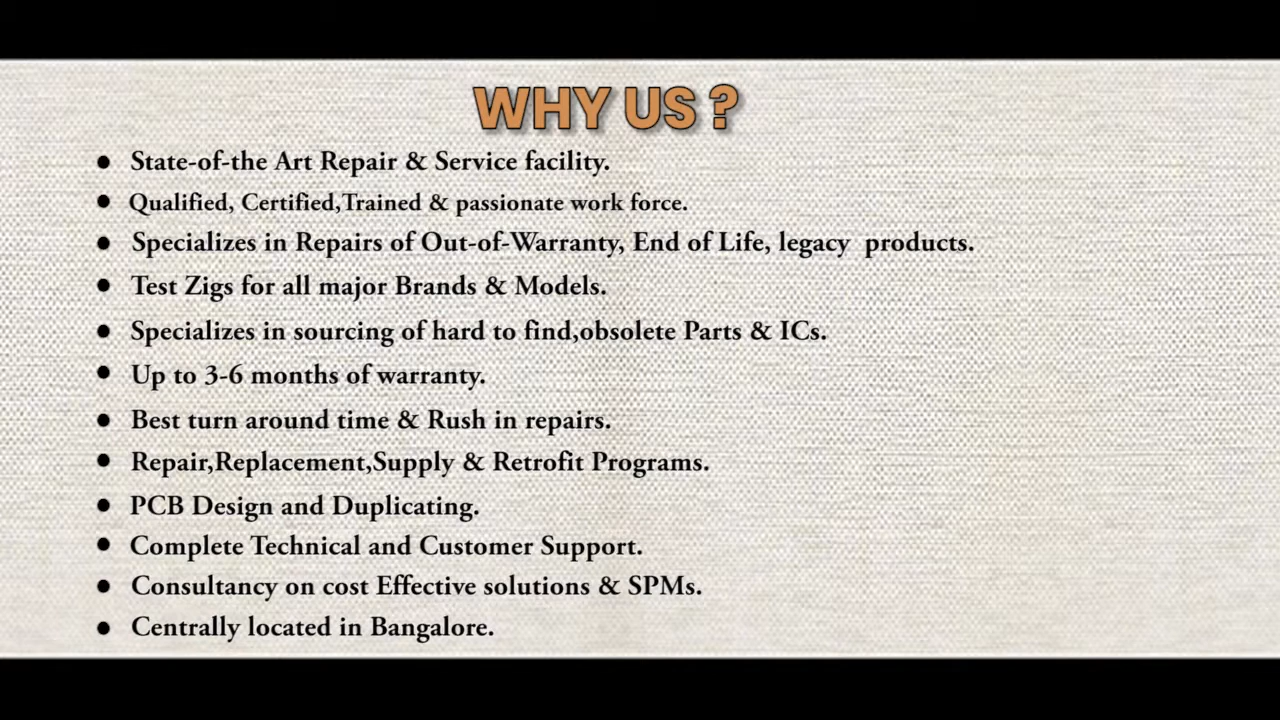 WHY US ?
• State-of-the Art Repair & Service facility.
• Qualified, Certified,Trained & passionate work force.
• Specializes in Repairs of Out-of-Warranty, End of Life, legacy  products.
• Test Zigs for all major Brands & Models.
• Specializes in sourcing of hard to find,obsolete Parts & ICs.
• Up to 3-6 months of warranty.
• Best turn around time & Rush in repairs.
• Repair,Replacement,Supply & Retrofit Programs.
• PCB Design and Duplicating.
• Complete Technical and Customer Support.
• Consultancy on cost Effective solutions & SPMs.
• Centrally located in Bangalore.